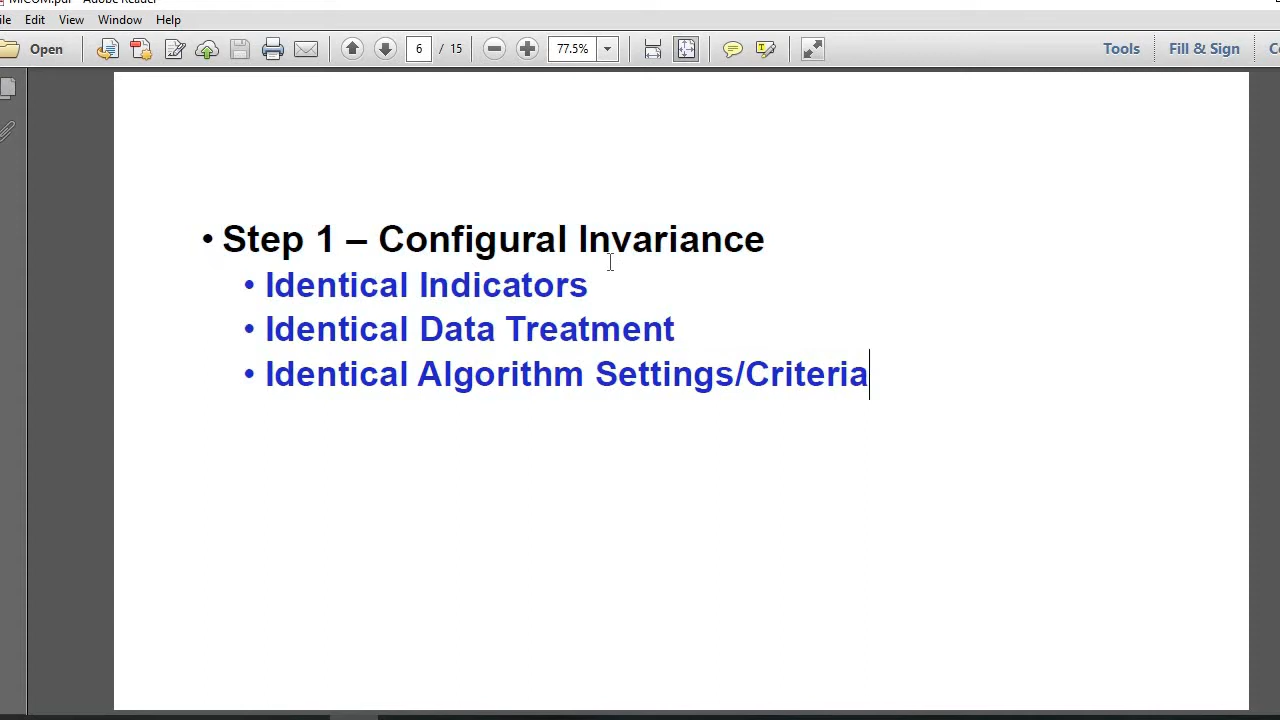 MICOM.pdf - Adobe Reader
ile Edit View Window Help
Open 6 / 15 77.5% Tools Fill & Sign
• Step 1 – Configural Invariance
• Identical Indicators
• Identical Data Treatment
• Identical Algorithm Settings/Criteria